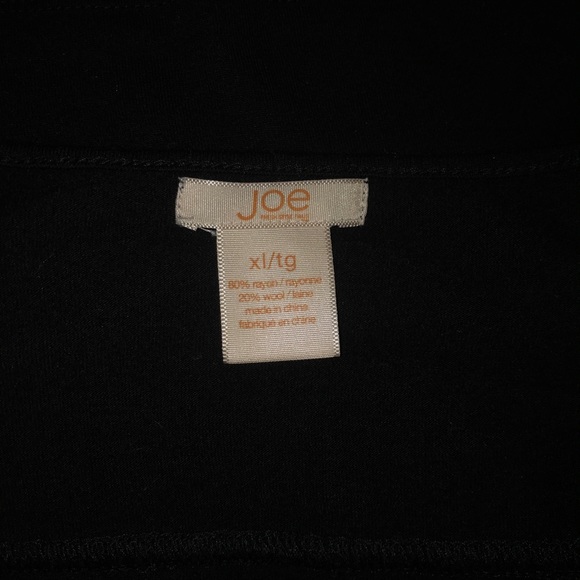 joe
xl/tg
80% rayon / rayonne
20% wool / laine
made in china
fabriqué en chine